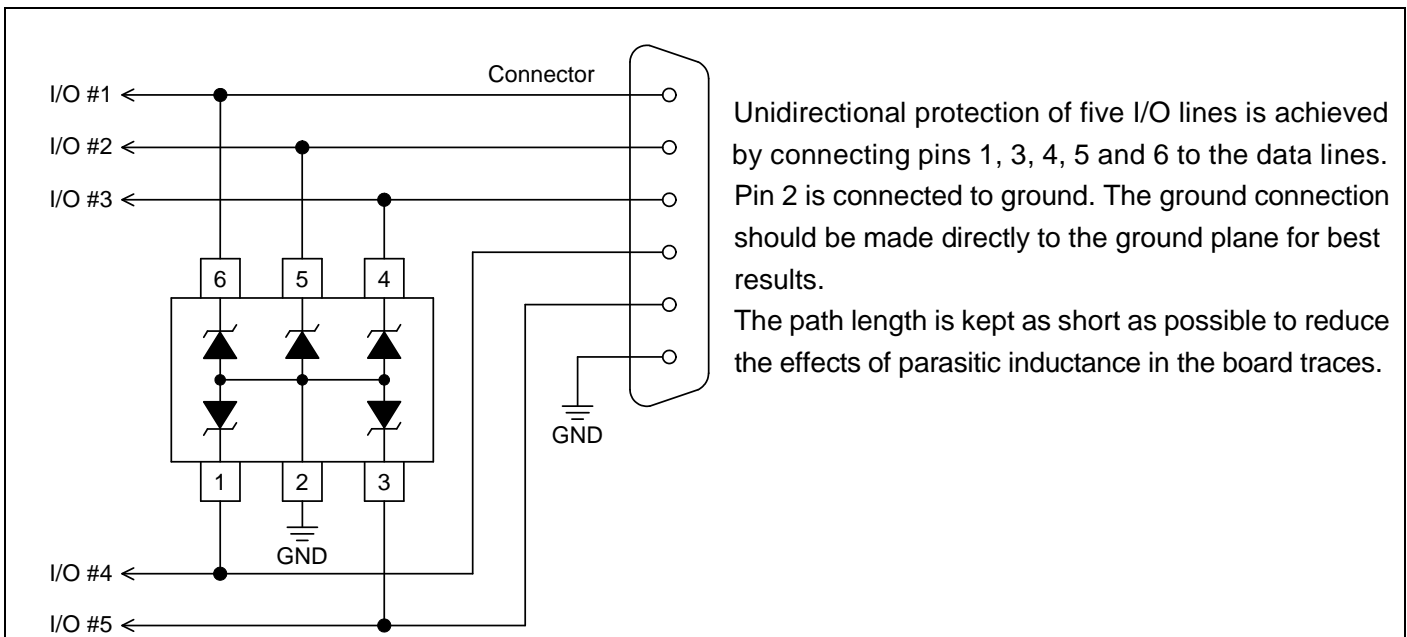 Connector
I/O #1
I/O #2
I/O #3
6 5 4
1 2 3
GND
GND
I/O #4
I/O #5
Unidirectional protection of five I/O lines is achieved
by connecting pins 1, 3, 4, 5 and 6 to the data lines.
Pin 2 is connected to ground. The ground connection
should be made directly to the ground plane for best
results.
The path length is kept as short as possible to reduce
the effects of parasitic inductance in the board traces.